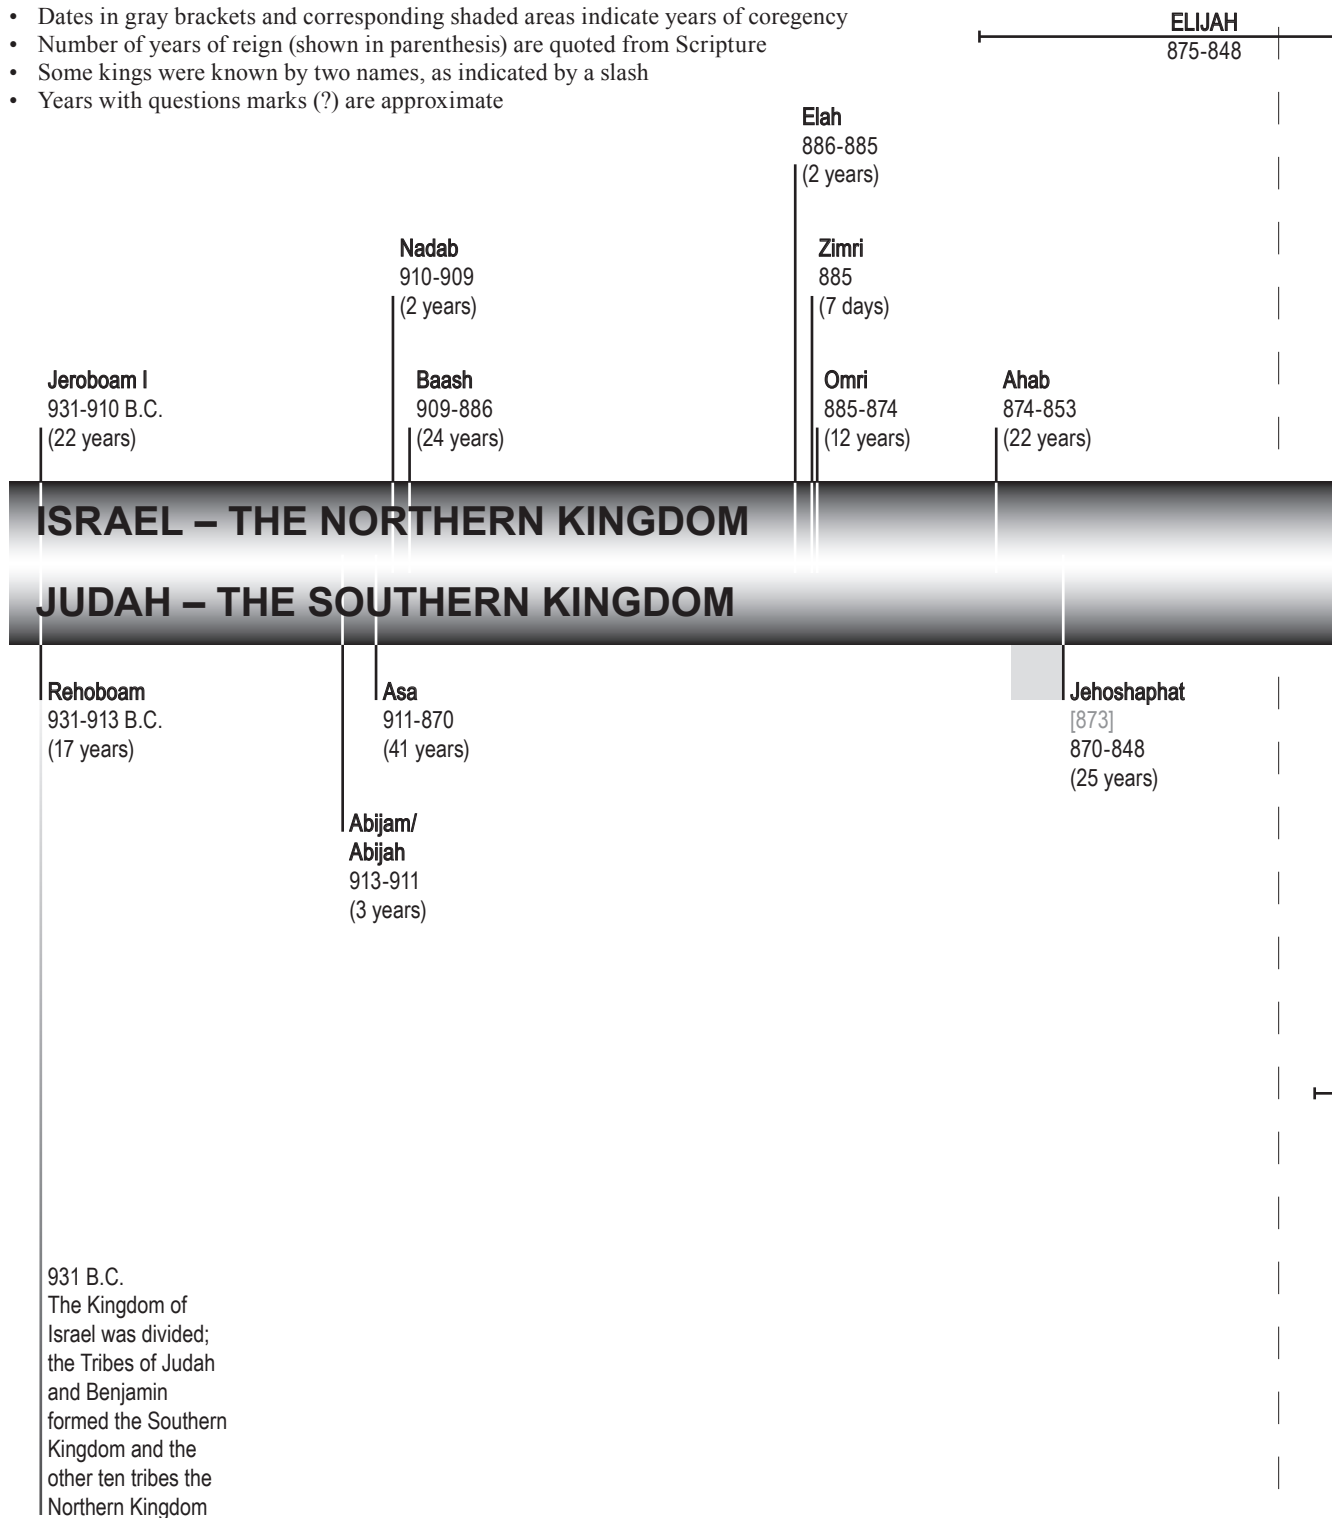 • Dates in gray brackets and corresponding shaded areas indicate years of coregency
• Number of years of reign (shown in parenthesis) are quoted from Scripture
• Some kings were known by two names, as indicated by a slash
• Years with questions marks (?) are approximate
ELIJAH
875-848
Elah
886-885
(2 years)
Nadab
910-909
(2 years)
Zimri
885
(7 days)
Jeroboam I
931-910 B.C.
(22 years)
Baash
909-886
(24 years)
Omri
885-874
(12 years)
Ahab
874-853
(22 years)
ISRAEL – THE NORTHERN KINGDOM
JUDAH – THE SOUTHERN KINGDOM
Rehoboam
931-913 B.C.
(17 years)
Asa
911-870
(41 years)
Jehoshaphat
[873]
870-848
(25 years)
Abijam/
Abijah
913-911
(3 years)
931 B.C.
The Kingdom of
Israel was divided;
the Tribes of Judah
and Benjamin
formed the Southern
Kingdom and the
other ten tribes the
Northern Kingdom